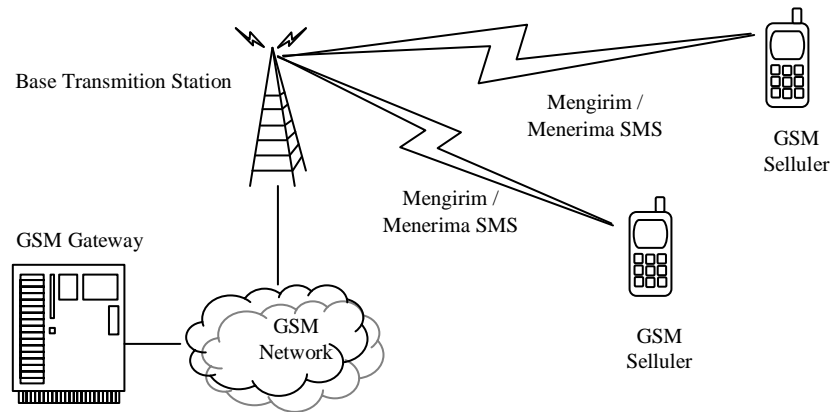 Base Transmition Station
Mengirim /
Menerima SMS
GSM
Selluler
Mengirim /
Menerima SMS
GSM Gateway
GSM
Network
GSM
Selluler